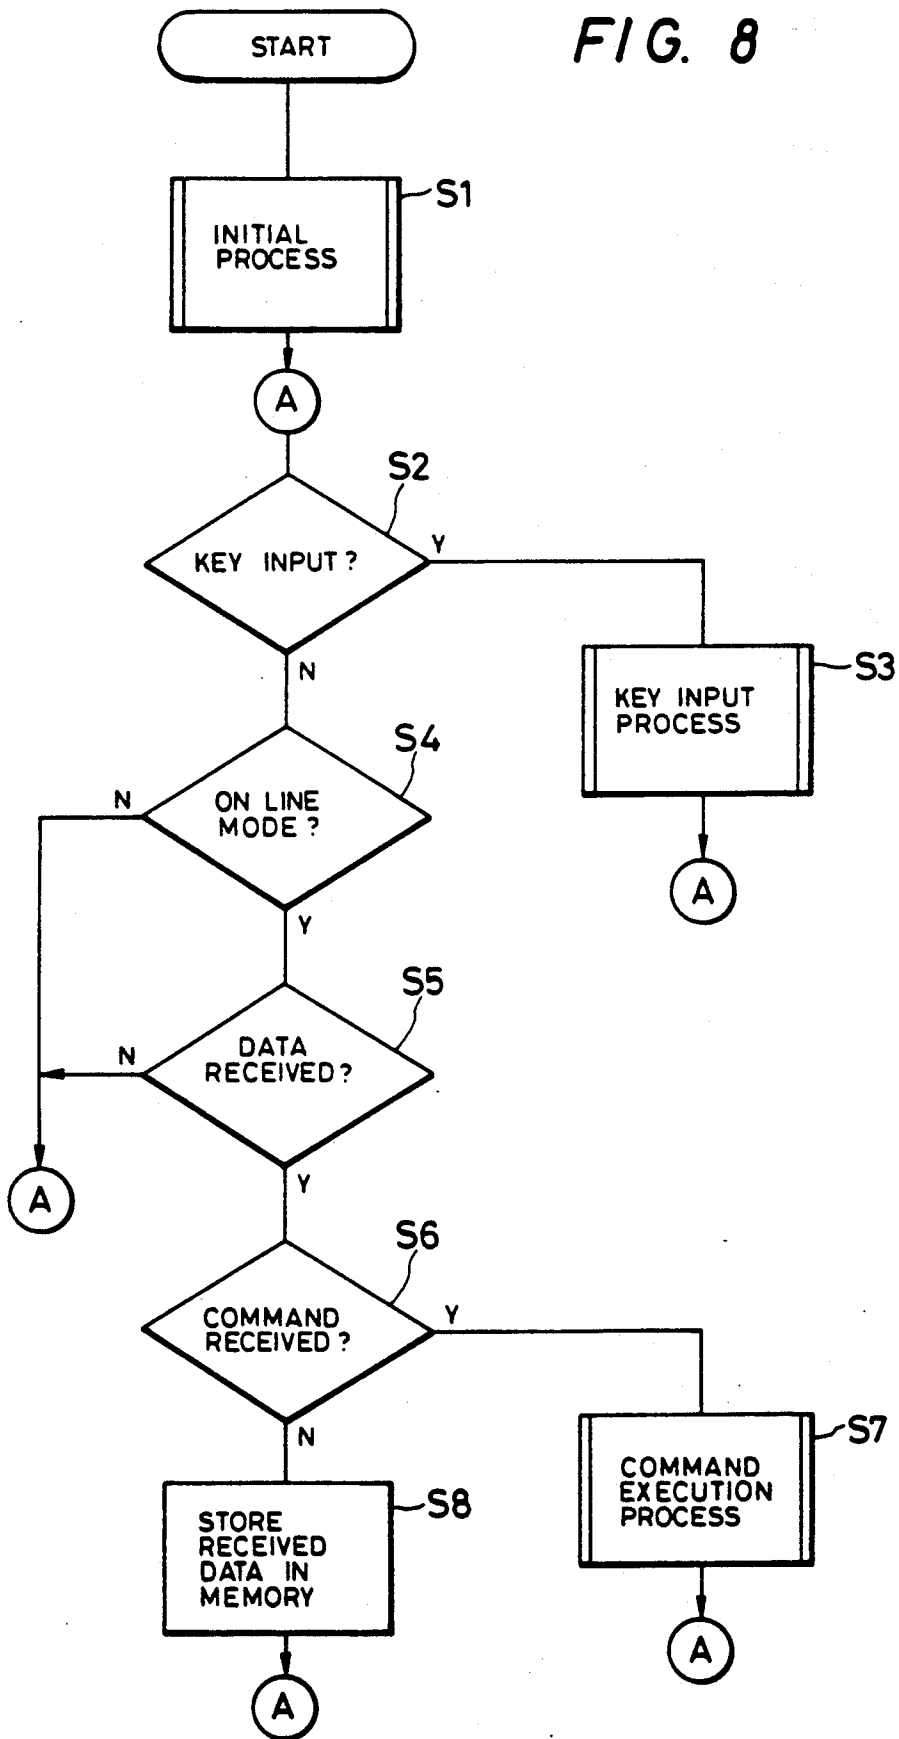 START
FIG. 8
S1
INITIAL
PROCESS
A
S2
KEY INPUT?
Y
N
S3
KEY INPUT
PROCESS
A
S4
ON LINE
MODE?
N
Y
S5
DATA
RECEIVED?
N
Y
A
S6
COMMAND
RECEIVED?
Y
N
S7
COMMAND
EXECUTION
PROCESS
A
S8
STORE
RECEIVED
DATA IN
MEMORY
A